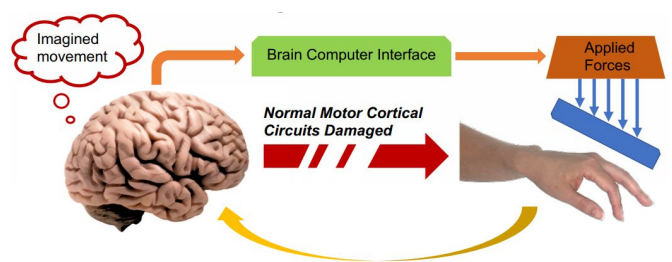 Imagined
movement
Brain Computer Interface
Applied
Forces
Normal Motor Cortical
Circuits Damaged